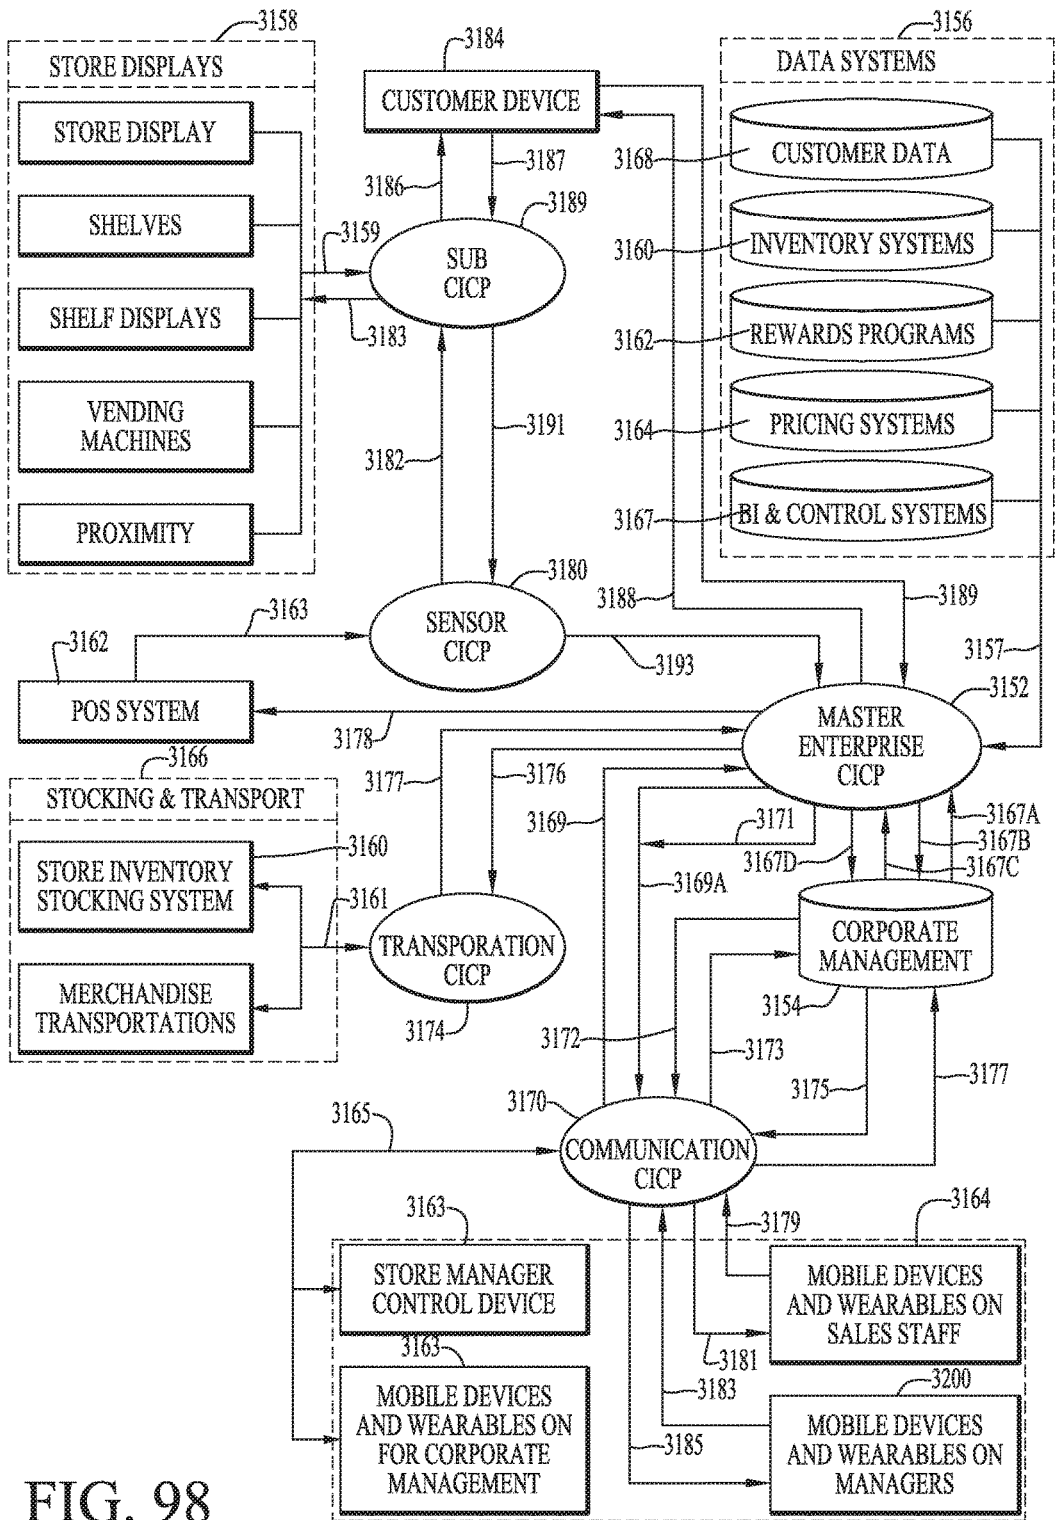 3158
STORE DISPLAYS
STORE DISPLAY
SHELVES
SHELF DISPLAYS
VENDING
MACHINES
PROXIMITY
3184
CUSTOMER DEVICE
3186
3187
3189
SUB
CICP
3159
3183
3182
3191
3156
DATA SYSTEMS
3168
CUSTOMER DATA
3160
INVENTORY SYSTEMS
3162
REWARDS PROGRAMS
3164
PRICING SYSTEMS
3167
BI & CONTROL SYSTEMS
3188
3189
3157
3180
SENSOR
CICP
3163
3193
3162
POS SYSTEM
3178
3152
MASTER
ENTERPRISE
CICP
3166
STOCKING & TRANSPORT
3160
STORE INVENTORY
STOCKING SYSTEM
3161
MERCHANDISE
TRANSPORTATIONS
3177
3176
TRANSPORATION
CICP
3174
3169
3171
3169A
3167D
3167A
3167B
3167C
CORPORATE
MANAGEMENT
3154
3172
3173
3175
3177
3165
3170
COMMUNICATION
CICP
3163
STORE MANAGER
CONTROL DEVICE
3163
MOBILE DEVICES
AND WEARABLES ON
FOR CORPORATE
MANAGEMENT
3179
3181
3183
3185
3164
MOBILE DEVICES
AND WEARABLES ON
SALES STAFF
3200
MOBILE DEVICES
AND WEARABLES ON
MANAGERS
FIG. 98